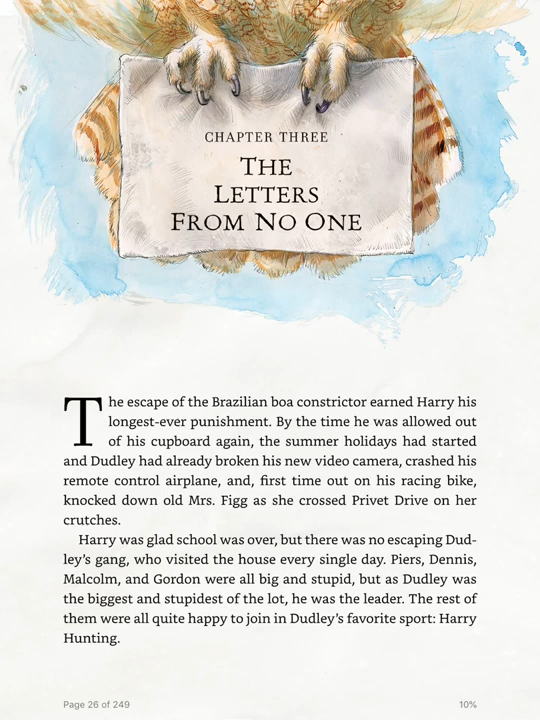 CHAPTER THREE
THE
LETTERS
FROM NO ONE
The escape of the Brazilian boa constrictor earned Harry his
longest-ever punishment. By the time he was allowed out
of his cupboard again, the summer holidays had started
and Dudley had already broken his new video camera, crashed his
remote control airplane, and, first time out on his racing bike,
knocked down old Mrs. Figg as she crossed Privet Drive on her
crutches.
Harry was glad school was over, but there was no escaping Dud-
ley's gang, who visited the house every single day. Piers, Dennis,
Malcolm, and Gordon were all big and stupid, but as Dudley was
the biggest and stupidest of the lot, he was the leader. The rest of
them were all quite happy to join in Dudley's favorite sport: Harry
Hunting.
Page 26 of 249
10%